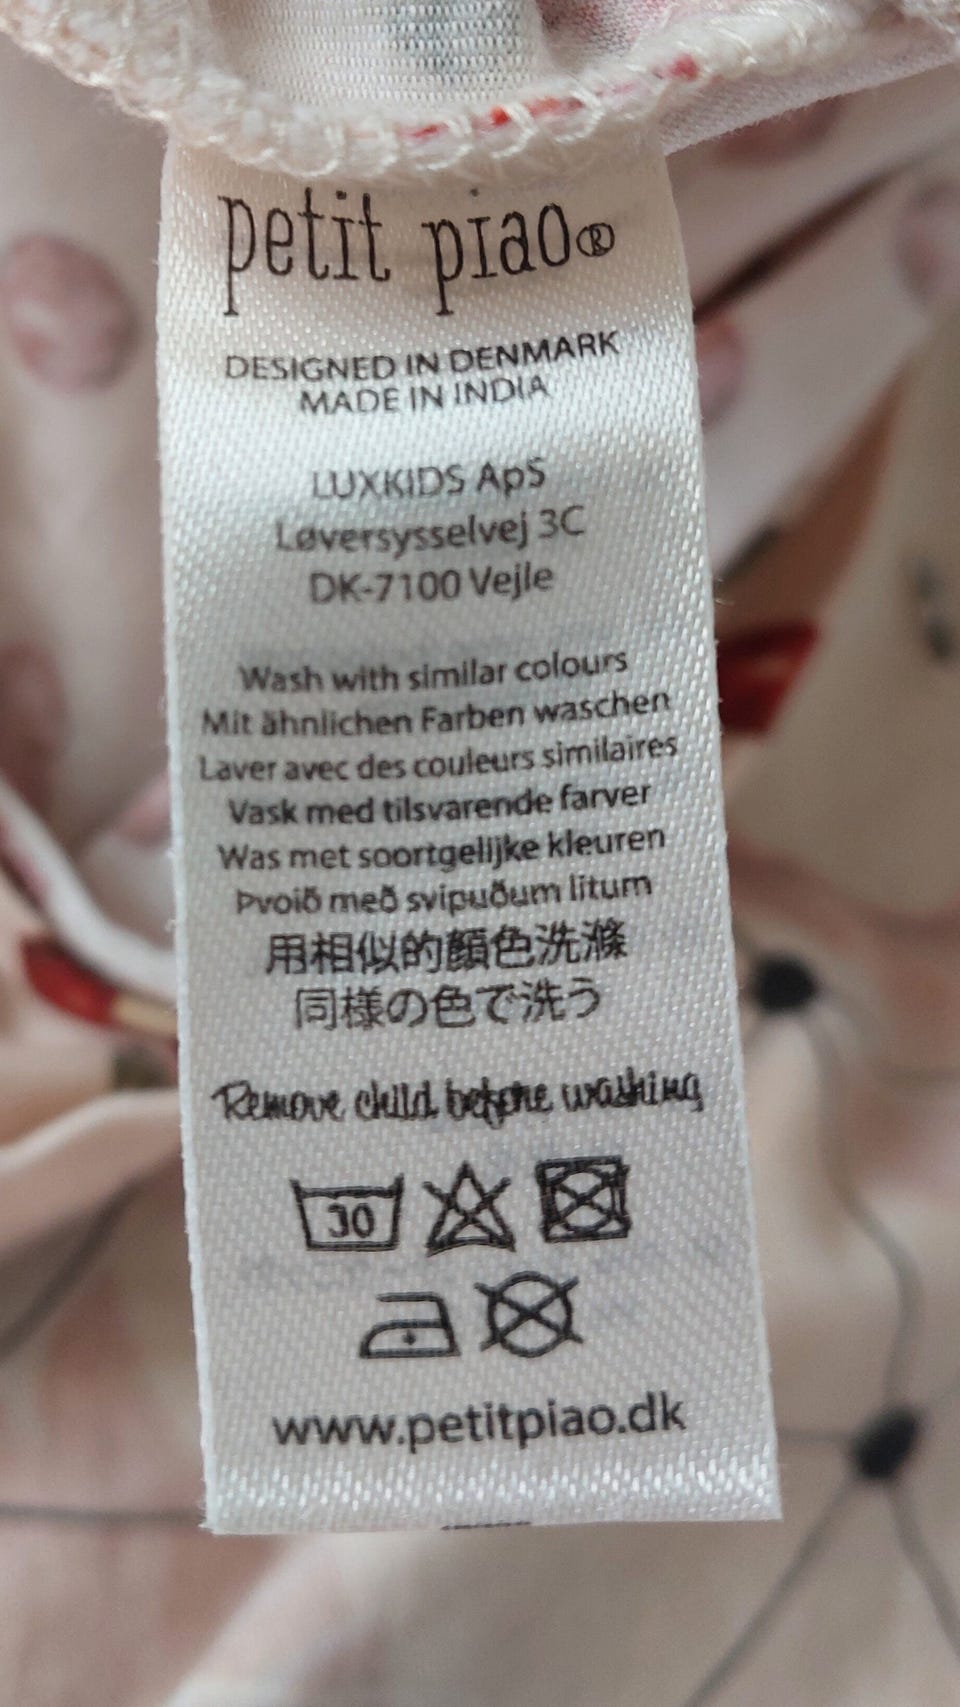 petit piao®
DESIGNED IN DENMARK
MADE IN INDIA
LUXKIDS ApS
Løversysselvej 3C
DK-7100 Vejle
Wash with similar colours
Mit ähnlichen Farben waschen
Laver avec des couleurs similaires
Vask med tilsvarende farver
Was met soortgelijke kleuren
Þvoið með svipuðum litum
用相似的顏色洗滌
同様の色で洗う
Remove child before washing
30
www.petitpiao.dk